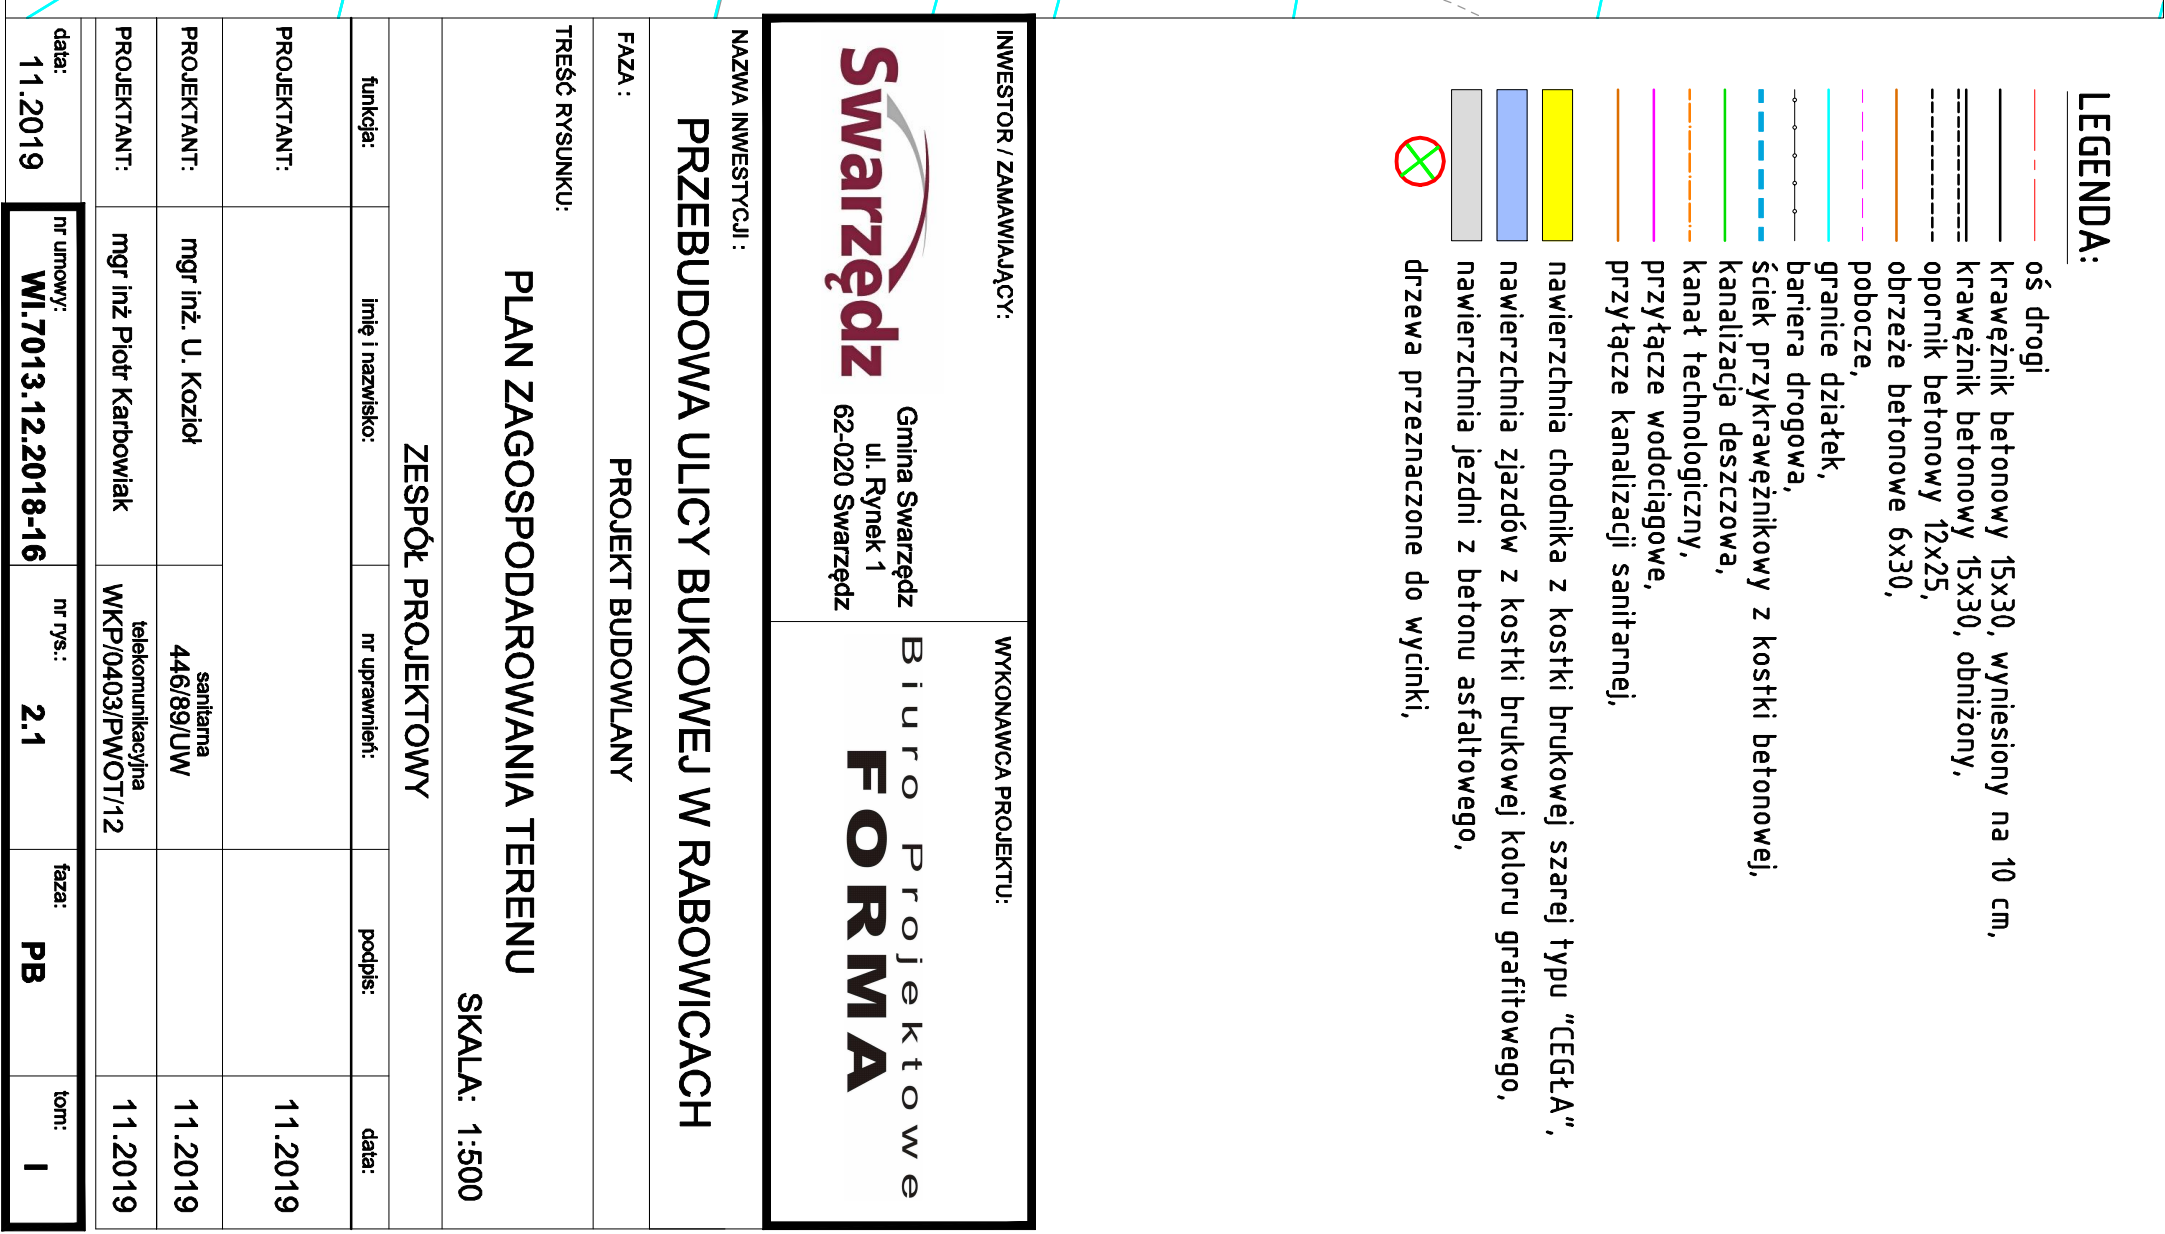 LEGENDA:
oś drogi
krawężnik betonowy 15x30, wyniesiony na 10 cm,
krawężnik betonowy 15x30, obniżony,
opornik betonowy 12x25,
obrzeże betonowe 6x30,
pobocze,
granice działek,
bariera drogowa,
ściek przykrawężnikowy z kostki betonowej,
kanalizacja deszczowa,
kanał technologiczny,
przyłącze wodociągowe,
przyłącze kanalizacji sanitarnej,
nawierzchnia chodnika z kostki brukowej szarej typu "CEGŁA",
nawierzchnia zjazdów z kostki brukowej koloru grafitowego,
nawierzchnia jezdni z betonu asfaltowego,
drzewa przeznaczone do wycinki,
INWESTOR / ZAMAWIAJĄCY:
Swarzędz
Gmina Swarzędz
ul. Rynek 1
62-020 Swarzędz
WYKONAWCA PROJEKTU:
Biuro Projektowe
FORMA
NAZWA INWESTYCJI :
PRZEBUDOWA ULICY BUKOWEJ W RABOWICACH
FAZA :
PROJEKT BUDOWLANY
TREŚĆ RYSUNKU:
PLAN ZAGOSPODAROWANIA TERENU
SKALA: 1:500
ZESPÓŁ PROJEKTOWY
funkcja: imię i nazwisko: nr uprawnień: podpis: data:
PROJEKTANT: 11.2019
PROJEKTANT: mgr inż. U. Kozioł sanitarna 446/89/UW 11.2019
PROJEKTANT: mgr inż Piotr Karbowiak telekomunikacyjna WKP/0403/PWOT/12 11.2019
data: nr umowy: nr rys.: faza: tom:
11.2019 WI.7013.12.2018-16 2.1 PB I